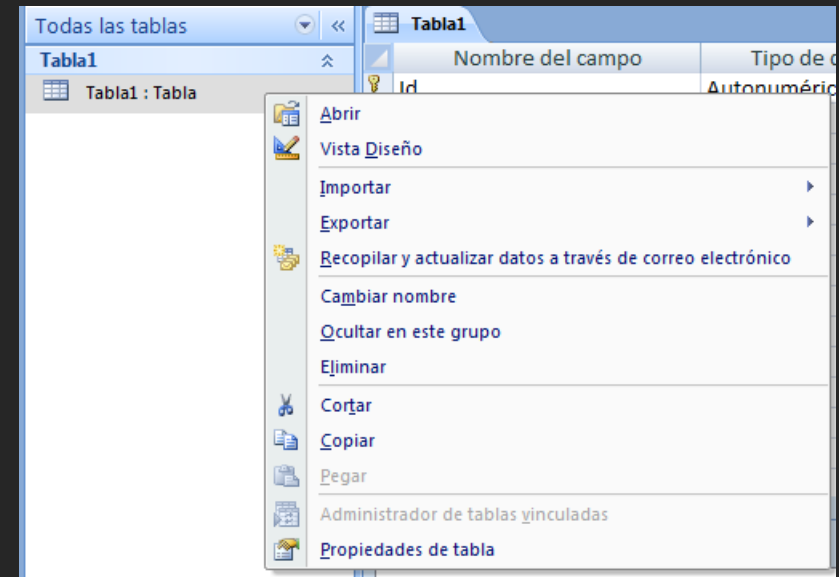 Todas las tablas
Tabla1
Tabla1 : Tabla
Tabla1
Nombre del campo
Tipo de
Id
Abrir
Vista Diseño
Importar
Exportar
Recopilar y actualizar datos a través de correo electrónico
Cambiar nombre
Ocultar en este grupo
Eliminar
Cortar
Copiar
Pegar
Administrador de tablas vinculadas
Propiedades de tabla